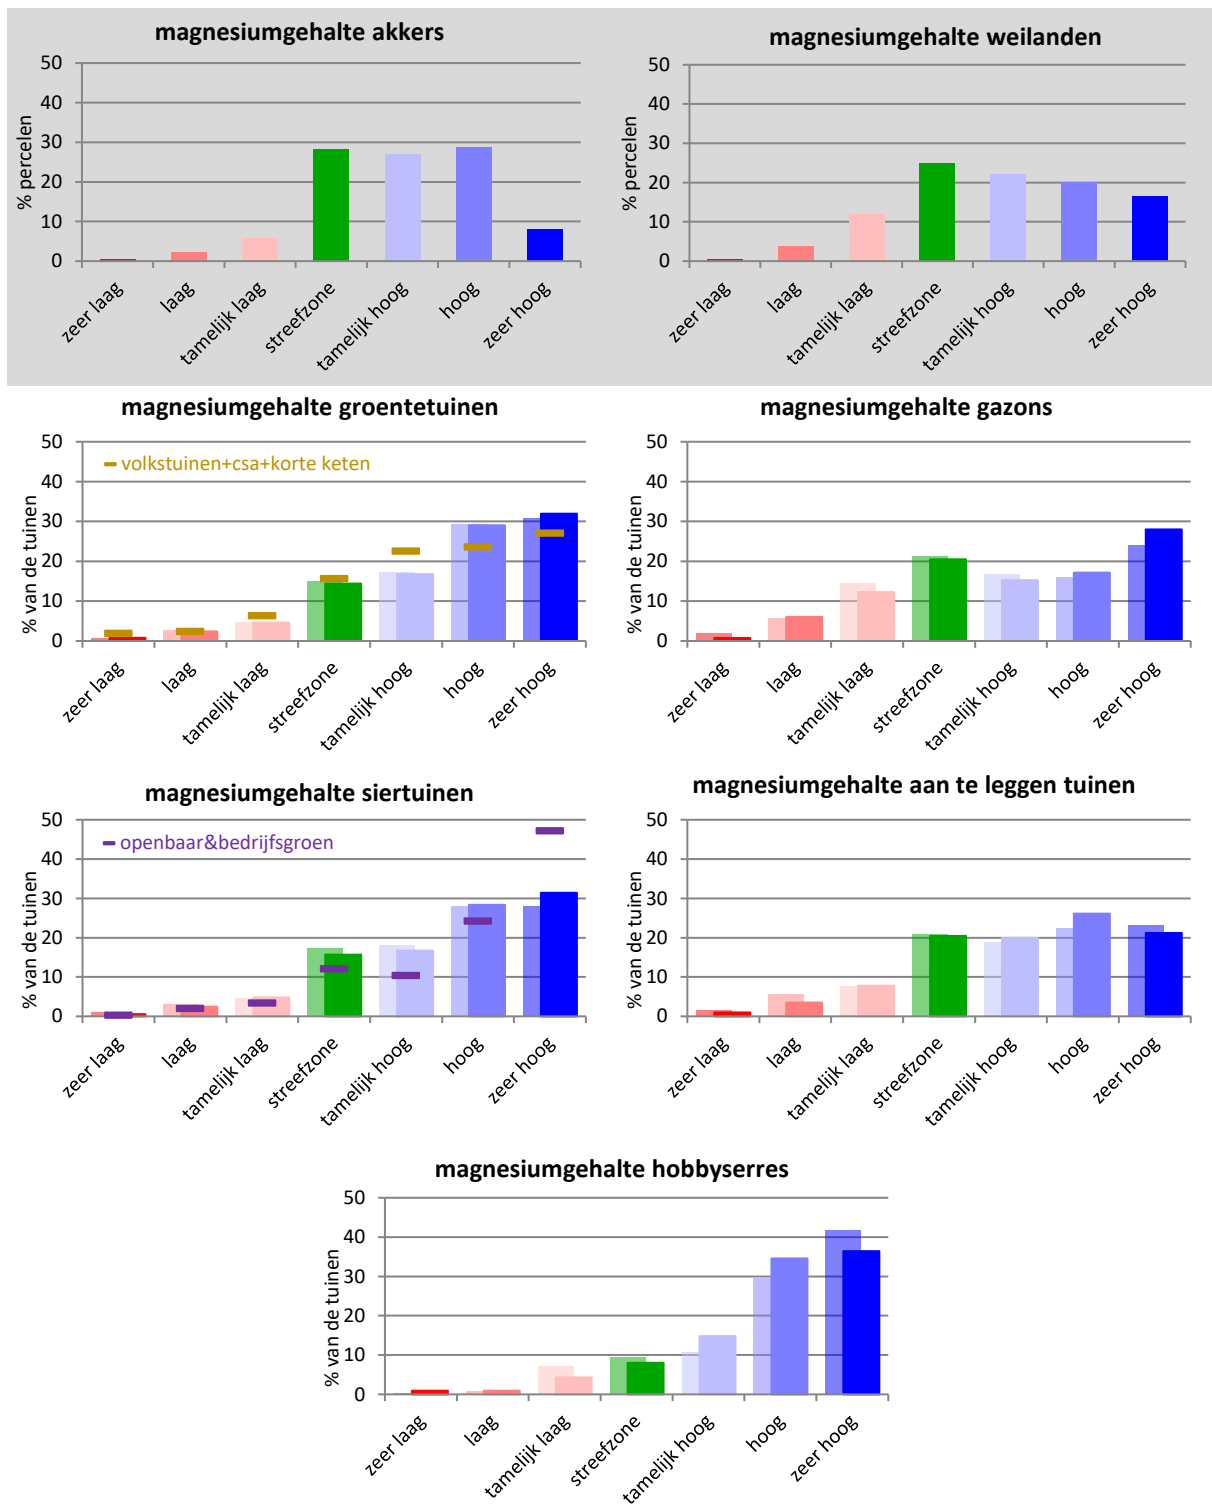 magnesiumgehalte akkers
50
40
30
20
10
0
% percelen
zeer laag
laag
tamelijk laag
streefzone
tamelijk hoog
hoog
zeer hoog
magnesiumgehalte weilanden
50
40
30
20
10
0
% percelen
zeer laag
laag
tamelijk laag
streefzone
tamelijk hoog
hoog
zeer hoog
magnesiumgehalte groentetuinen
50
40
30
20
10
0
% van de tuinen
volkstuinen+csa+korte keten
zeer laag
laag
tamelijk laag
streefzone
tamelijk hoog
hoog
zeer hoog
magnesiumgehalte gazons
50
40
30
20
10
0
% van de tuinen
zeer laag
laag
tamelijk laag
streefzone
tamelijk hoog
hoog
zeer hoog
magnesiumgehalte siertuinen
50
40
30
20
10
0
% van de tuinen
openbaar&bedrijfsgroen
zeer laag
laag
tamelijk laag
streefzone
tamelijk hoog
hoog
zeer hoog
magnesiumgehalte aan te leggen tuinen
50
40
30
20
10
0
% van de tuinen
zeer laag
laag
tamelijk laag
streefzone
tamelijk hoog
hoog
zeer hoog
magnesiumgehalte hobbyserres
50
40
30
20
10
0
% van de tuinen
zeer laag
laag
tamelijk laag
streefzone
tamelijk hoog
hoog
zeer hoog